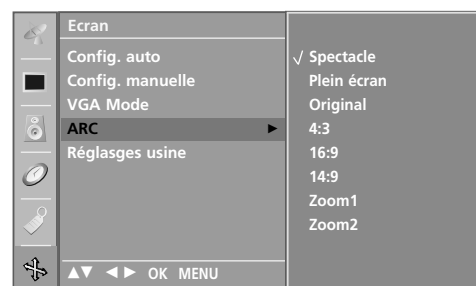 Ecran
Config. auto
Config. manuelle
VGA Mode
ARC ►
Réglasges usine
▲▼ ◄► OK MENU
√ Spectacle
Plein écran
Original
4:3
16:9
14:9
Zoom1
Zoom2